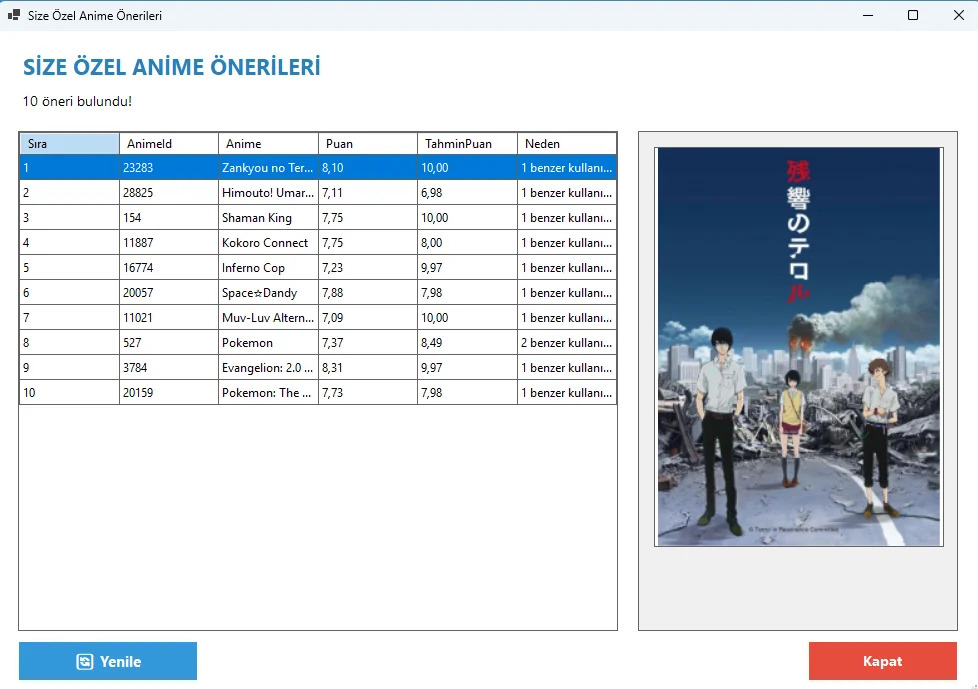 Size Özel Anime Önerileri
SİZE ÖZEL ANİME ÖNERİLERİ
10 öneri bulundu!
Sıra AnimeId Anime Puan TahminPuan Neden
1 23283 Zankyou no Ter... 8,10 10,00 1 benzer kullanı...
2 28825 Himouto! Umar... 7,11 6,98 1 benzer kullanı...
3 154 Shaman King 7,75 10,00 1 benzer kullanı...
4 11887 Kokoro Connect 7,75 8,00 1 benzer kullanı...
5 16774 Inferno Cop 7,23 9,97 1 benzer kullanı...
6 20057 Space☆Dandy 7,88 7,98 1 benzer kullanı...
7 11021 Muv-Luv Altern... 7,09 10,00 1 benzer kullanı...
8 527 Pokemon 7,37 8,49 2 benzer kullanı...
9 3784 Evangelion: 2.0 ... 8,31 9,97 1 benzer kullanı...
10 20159 Pokemon: The ... 7,73 7,98 1 benzer kullanı...
残響のテロル
Yenile
Kapat